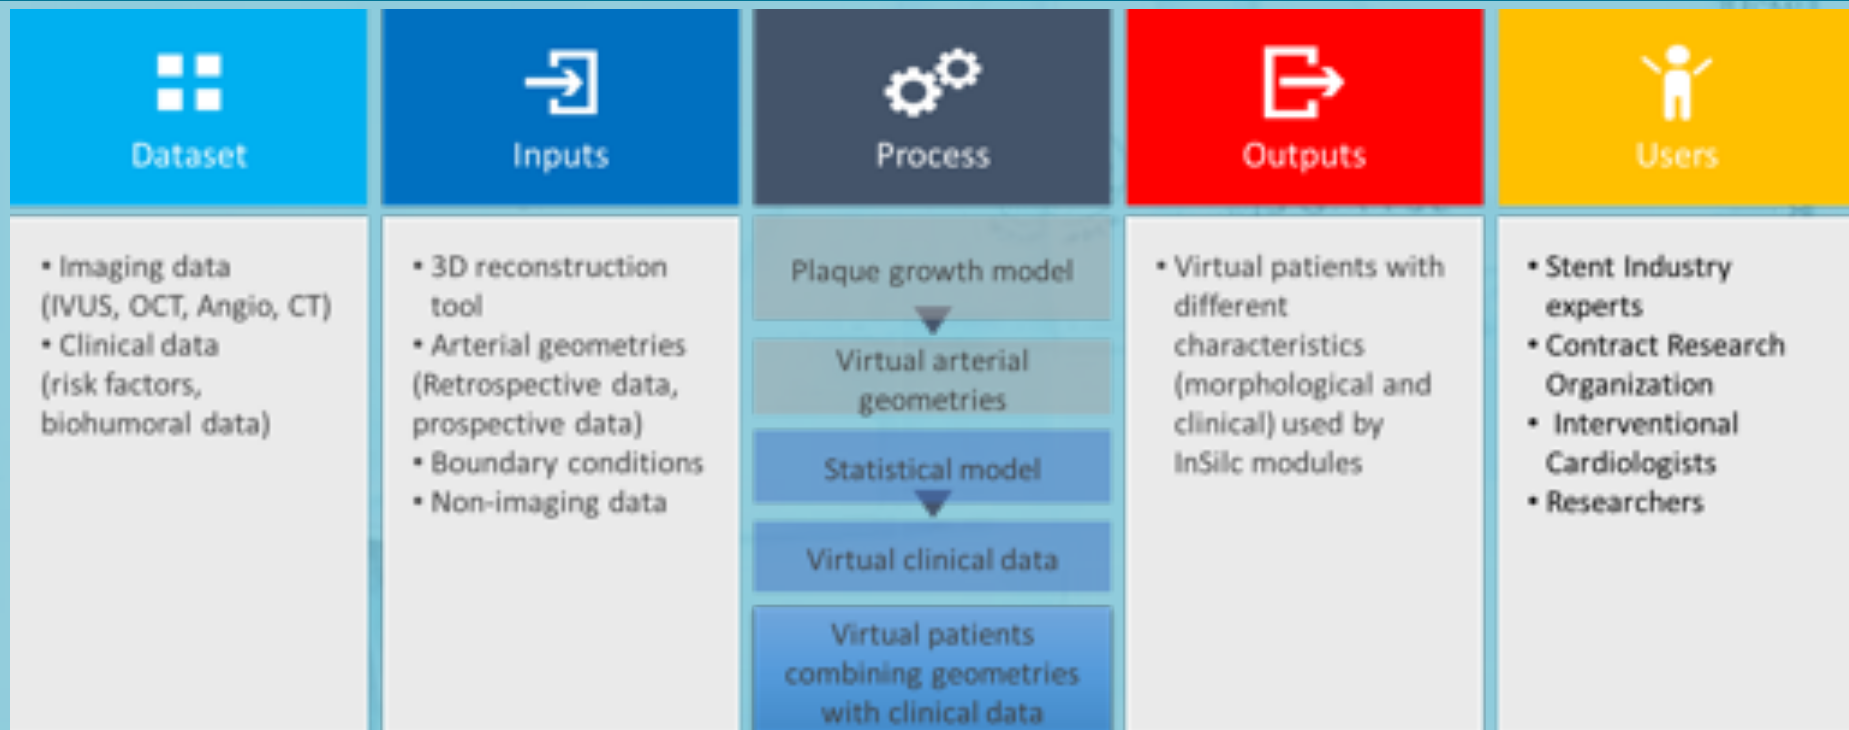 Dataset
• Imaging data
(IVUS, OCT, Angio, CT)
• Clinical data
(risk factors,
biohumoral data)
Inputs
• 3D reconstruction
tool
• Arterial geometries
(Retrospective data,
prospective data)
• Boundary conditions
• Non-imaging data
Process
Plaque growth model
Virtual arterial
geometries
Statistical model
Virtual clinical data
Virtual patients
combining geometries
with clinical data
Outputs
• Virtual patients with
different
characteristics
(morphological and
clinical) used by
InSilc modules
Users
• Stent Industry
experts
• Contract Research
Organization
• Interventional
Cardiologists
• Researchers